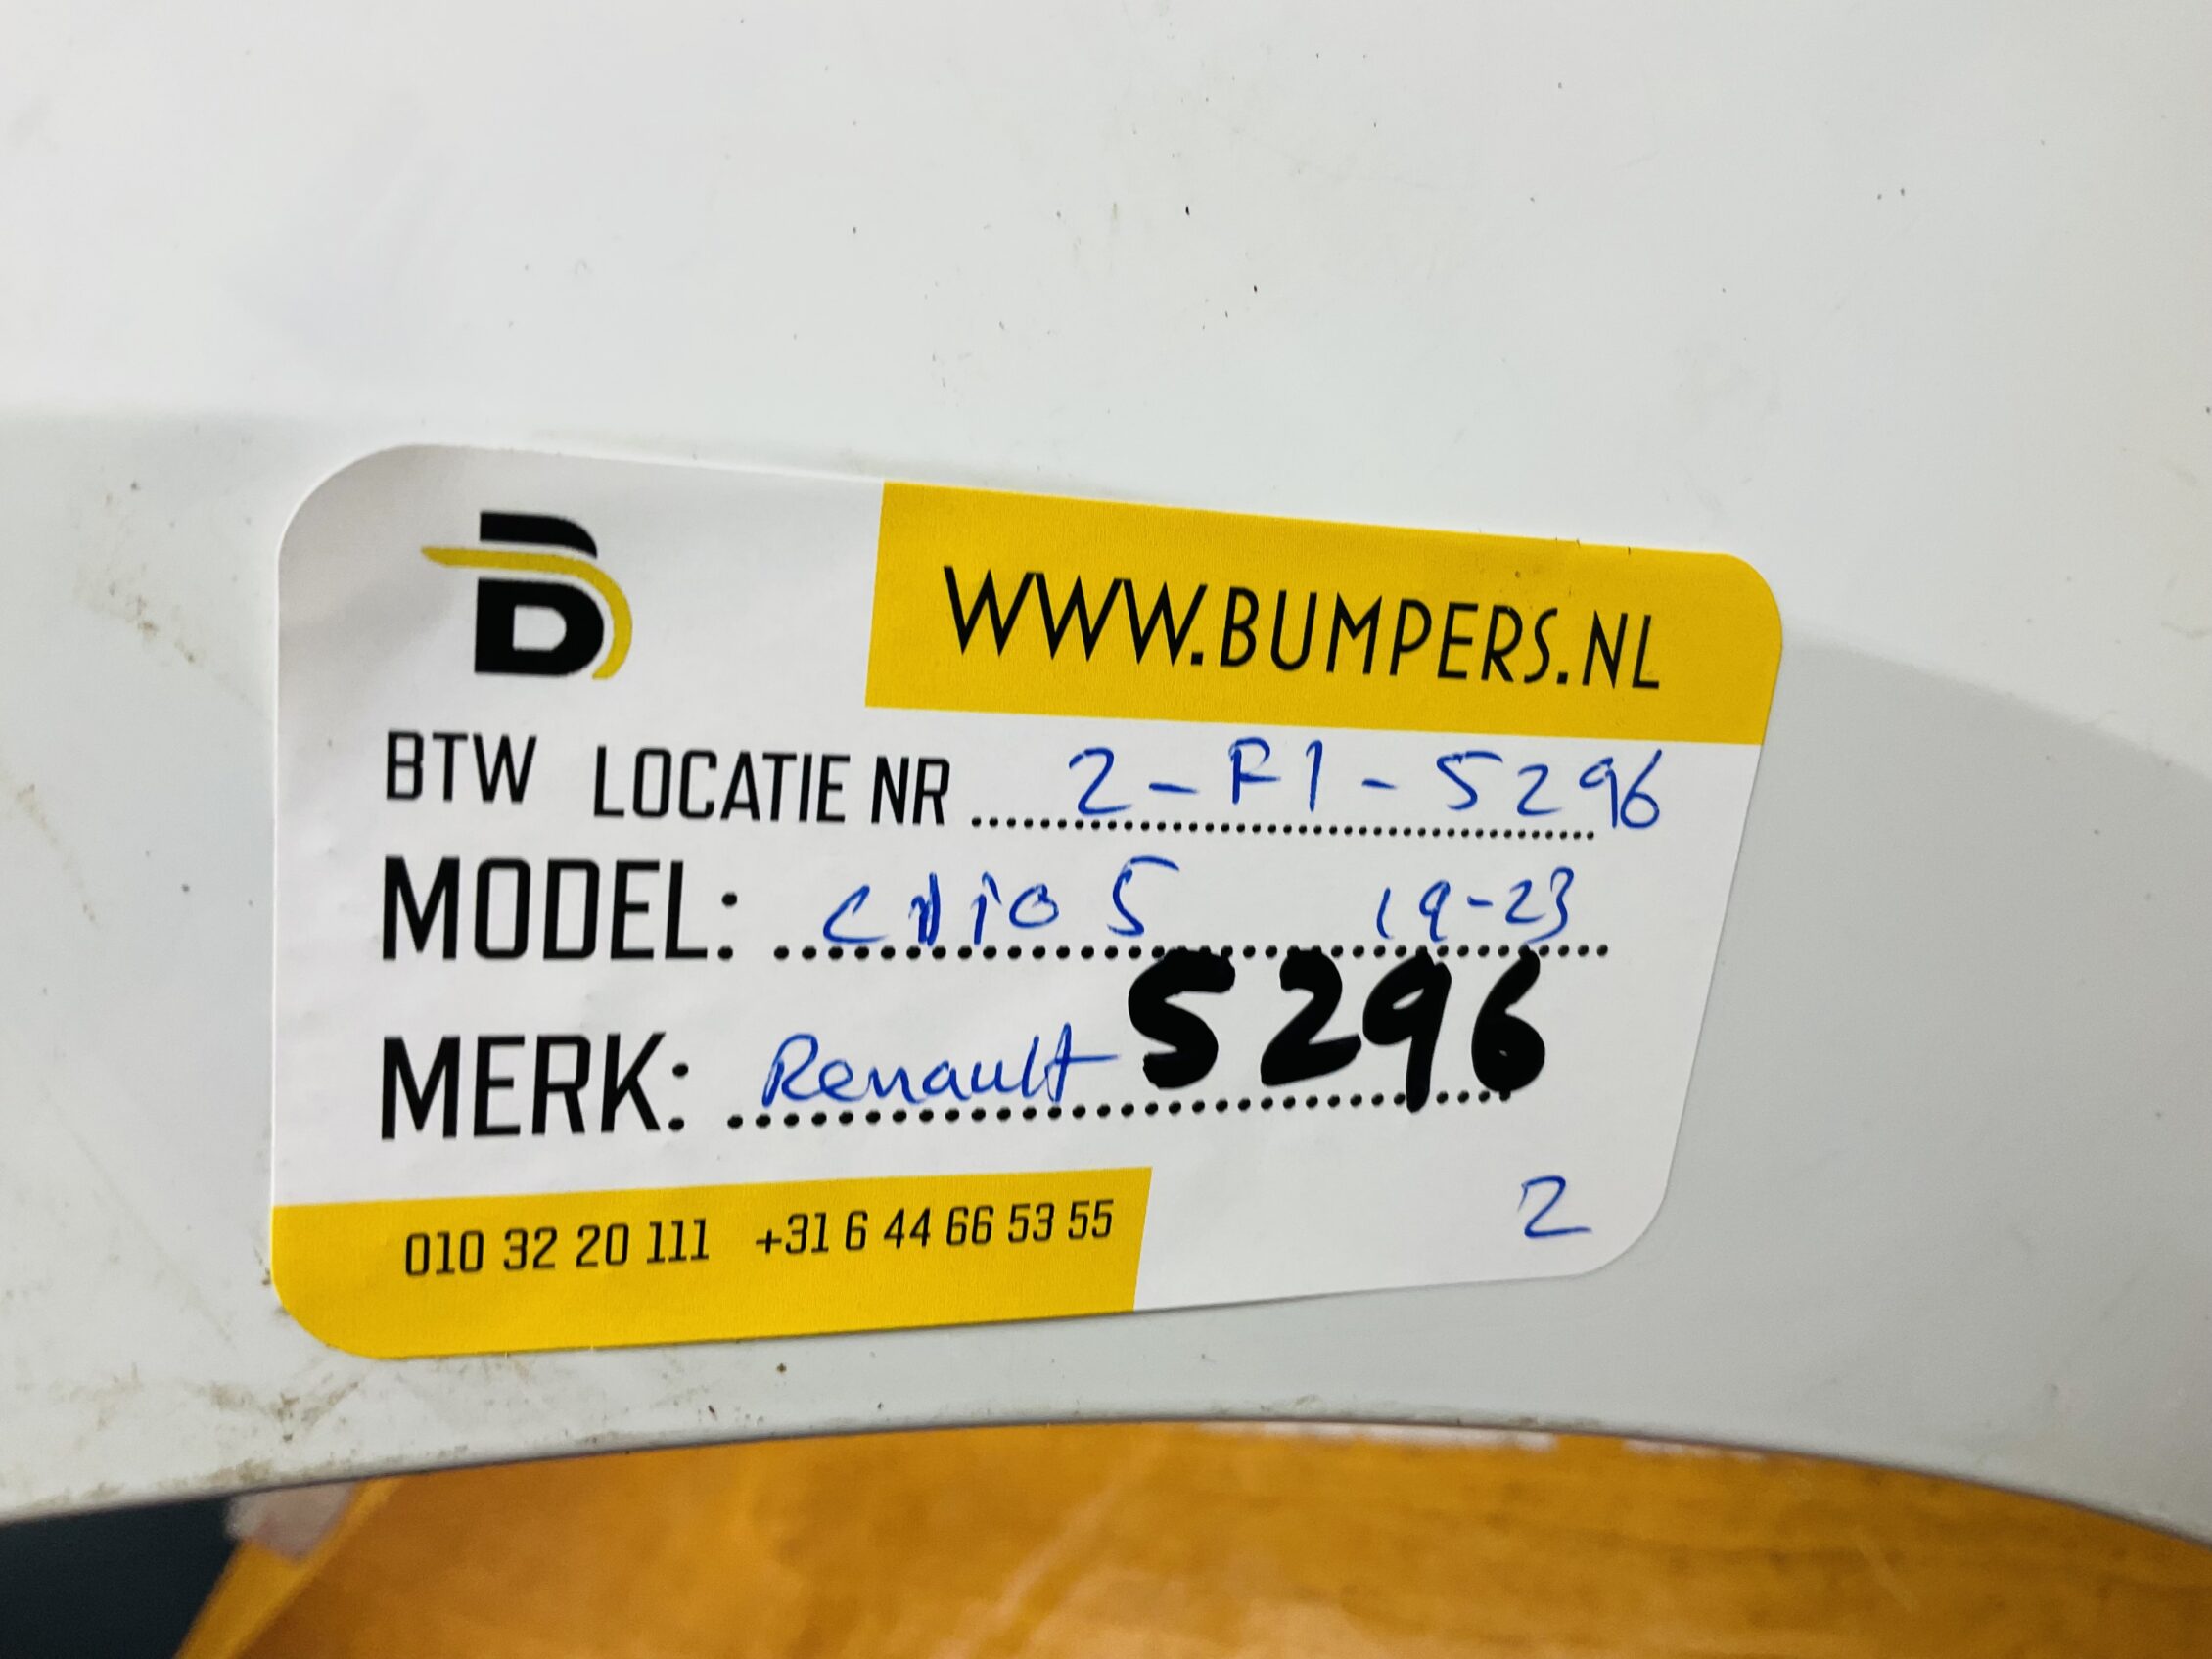 B
WWW.BUMPERS.NL
BTW LOCATIE NR ..... 2-F1-5296
MODEL: ..... Clio 5 19-23
MERK: ..... Renault 5296
2
010 32 20 111 +31 6 44 66 53 55